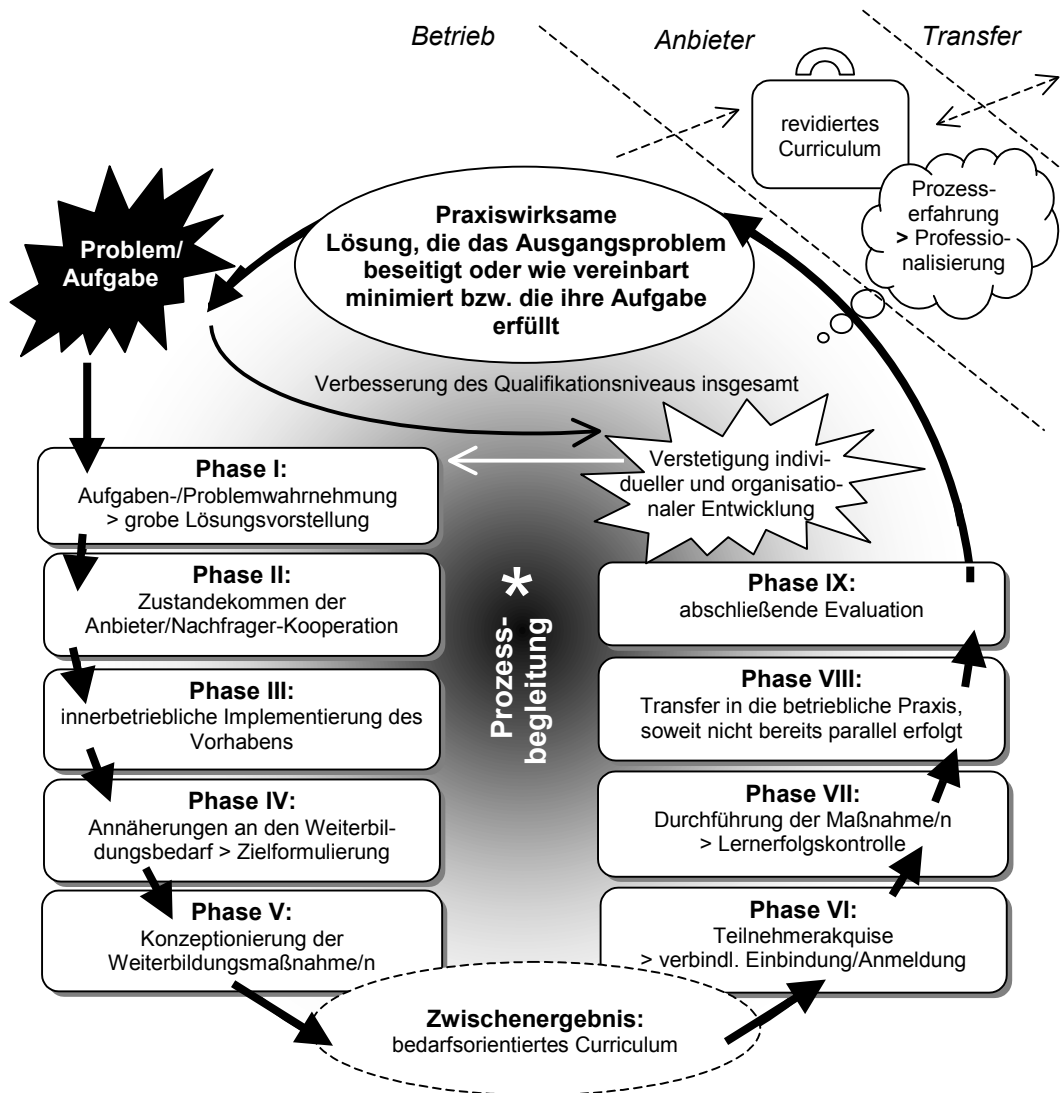 Betrieb
Anbieter
Transfer
revidiertes
Curriculum
Prozess-
erfahrung
> Professio-
nalisierung
Problem/
Aufgabe
Praxiswirksame
Lösung, die das Ausgangsproblem
beseitigt oder wie vereinbart
minimiert bzw. die ihre Aufgabe
erfüllt
Verbesserung des Qualifikationsniveaus insgesamt
Verstetigung indivi-
dueller und organisatio-
naler Entwicklung
Phase I:
Aufgaben-/Problemwahrnehmung
> grobe Lösungsvorstellung
Phase II:
Zustandekommen der
Anbieter/Nachfrager-Kooperation
Phase III:
innerbetriebliche Implementierung des
Vorhabens
Phase IV:
Annäherungen an den Weiterbil-
dungsbedarf > Zielformulierung
Phase V:
Konzeptionierung der
Weiterbildungsmaßnahme/n
*
Prozess-
begleitung
Phase IX:
abschließende Evaluation
Phase VIII:
Transfer in die betriebliche Praxis,
soweit nicht bereits parallel erfolgt
Phase VII:
Durchführung der Maßnahme/n
> Lernerfolgskontrolle
Phase VI:
Teilnehmerakquise
> verbindl. Einbindung/Anmeldung
Zwischenergebnis:
bedarfsorientiertes Curriculum